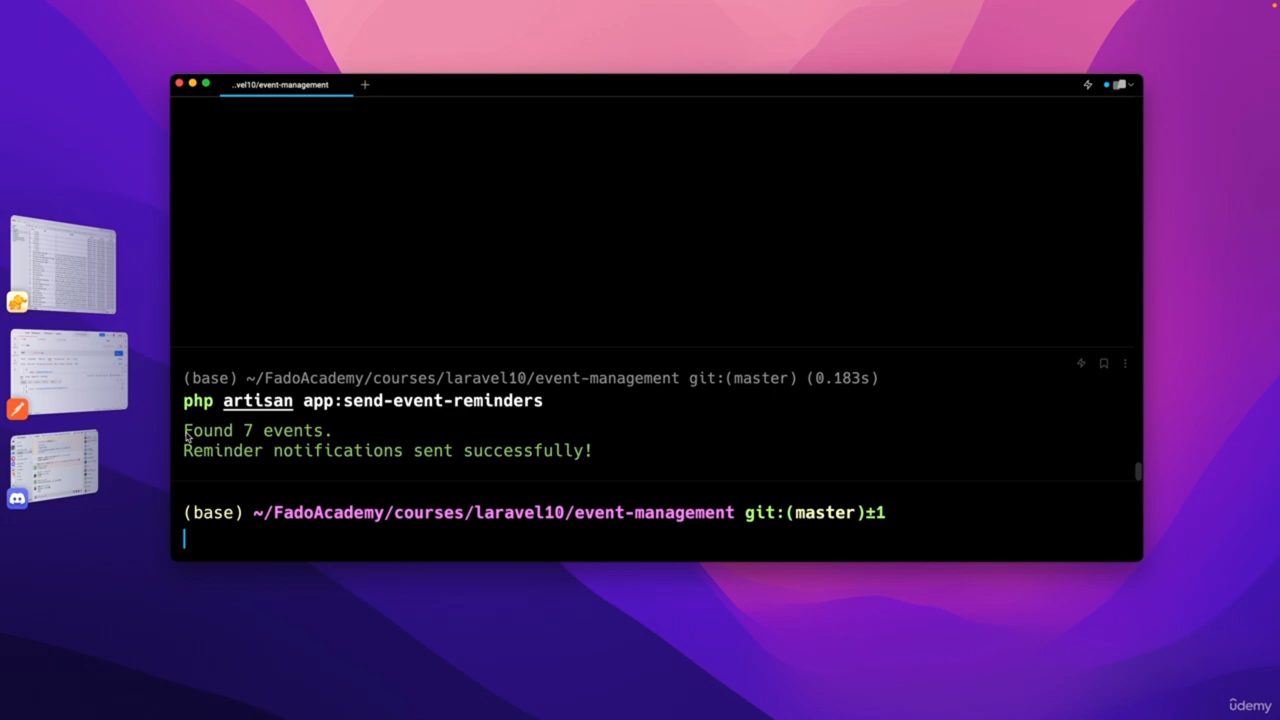 ..vel10/event-management
(base) ~/FadoAcademy/courses/laravel10/event-management git:(master) (0.183s)
php artisan app:send-event-reminders
Found 7 events.
Reminder notifications sent successfully!
(base) ~/FadoAcademy/courses/laravel10/event-management git:(master)±1
ûdemy